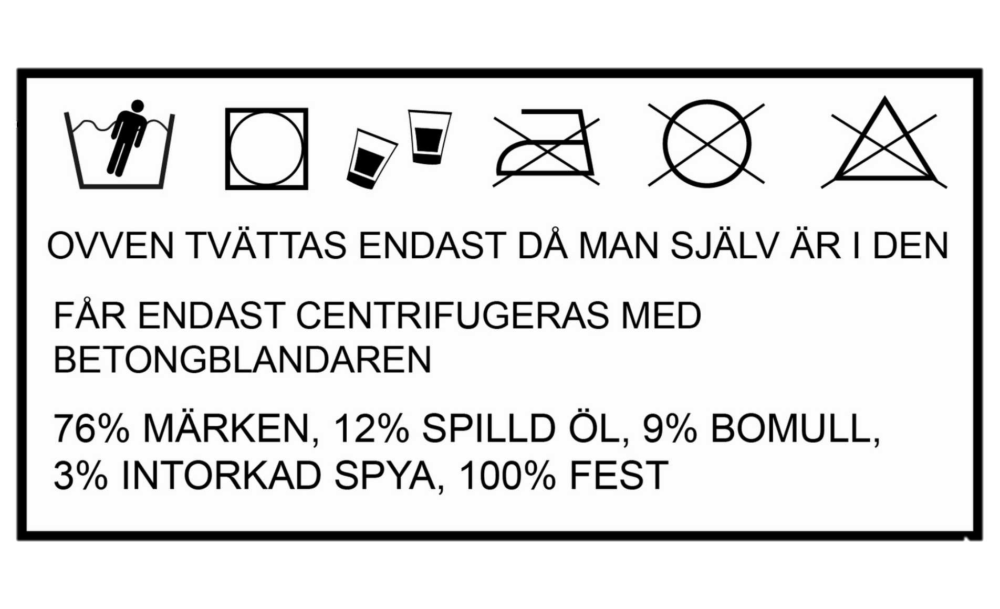 OVVEN TVÄTTAS ENDAST DÅ MAN SJÄLV ÄR I DEN
FÅR ENDAST CENTRIFUGERAS MED
BETONGBLANDAREN
76% MÄRKEN, 12% SPILLD ÖL, 9% BOMULL,
3% INTORKAD SPYA, 100% FEST